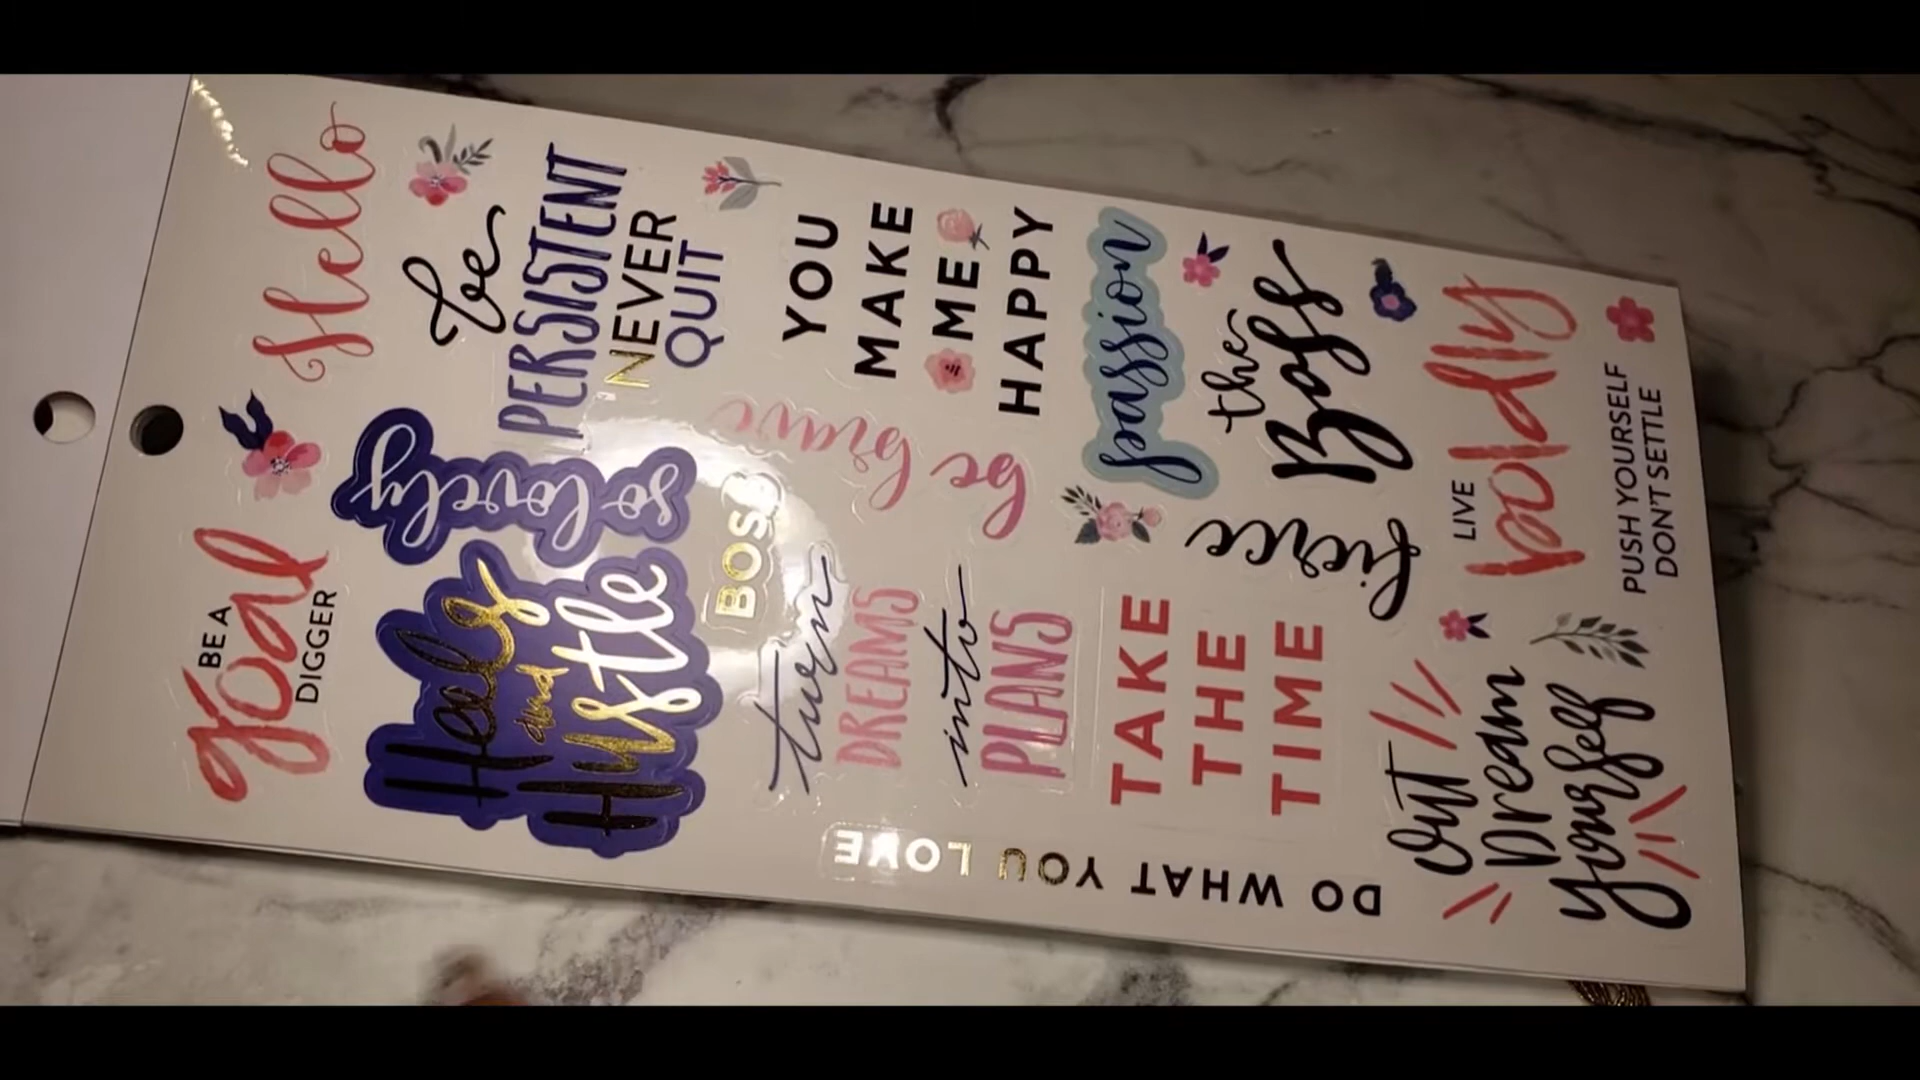 Hello
BE A
goal
DIGGER
be
PERSISTENT
NEVER
QUIT
so lovely
Heel
and
Hustle
BOSS
YOU
MAKE
ME
HAPPY
be brave
turn
DREAMS
into
PLANS
passion
the
Boss
fierce
TAKE
THE
TIME
DO WHAT YOU LOVE
LIVE
boldly
PUSH YOURSELF
DON'T SETTLE
Out
Dream
yourself